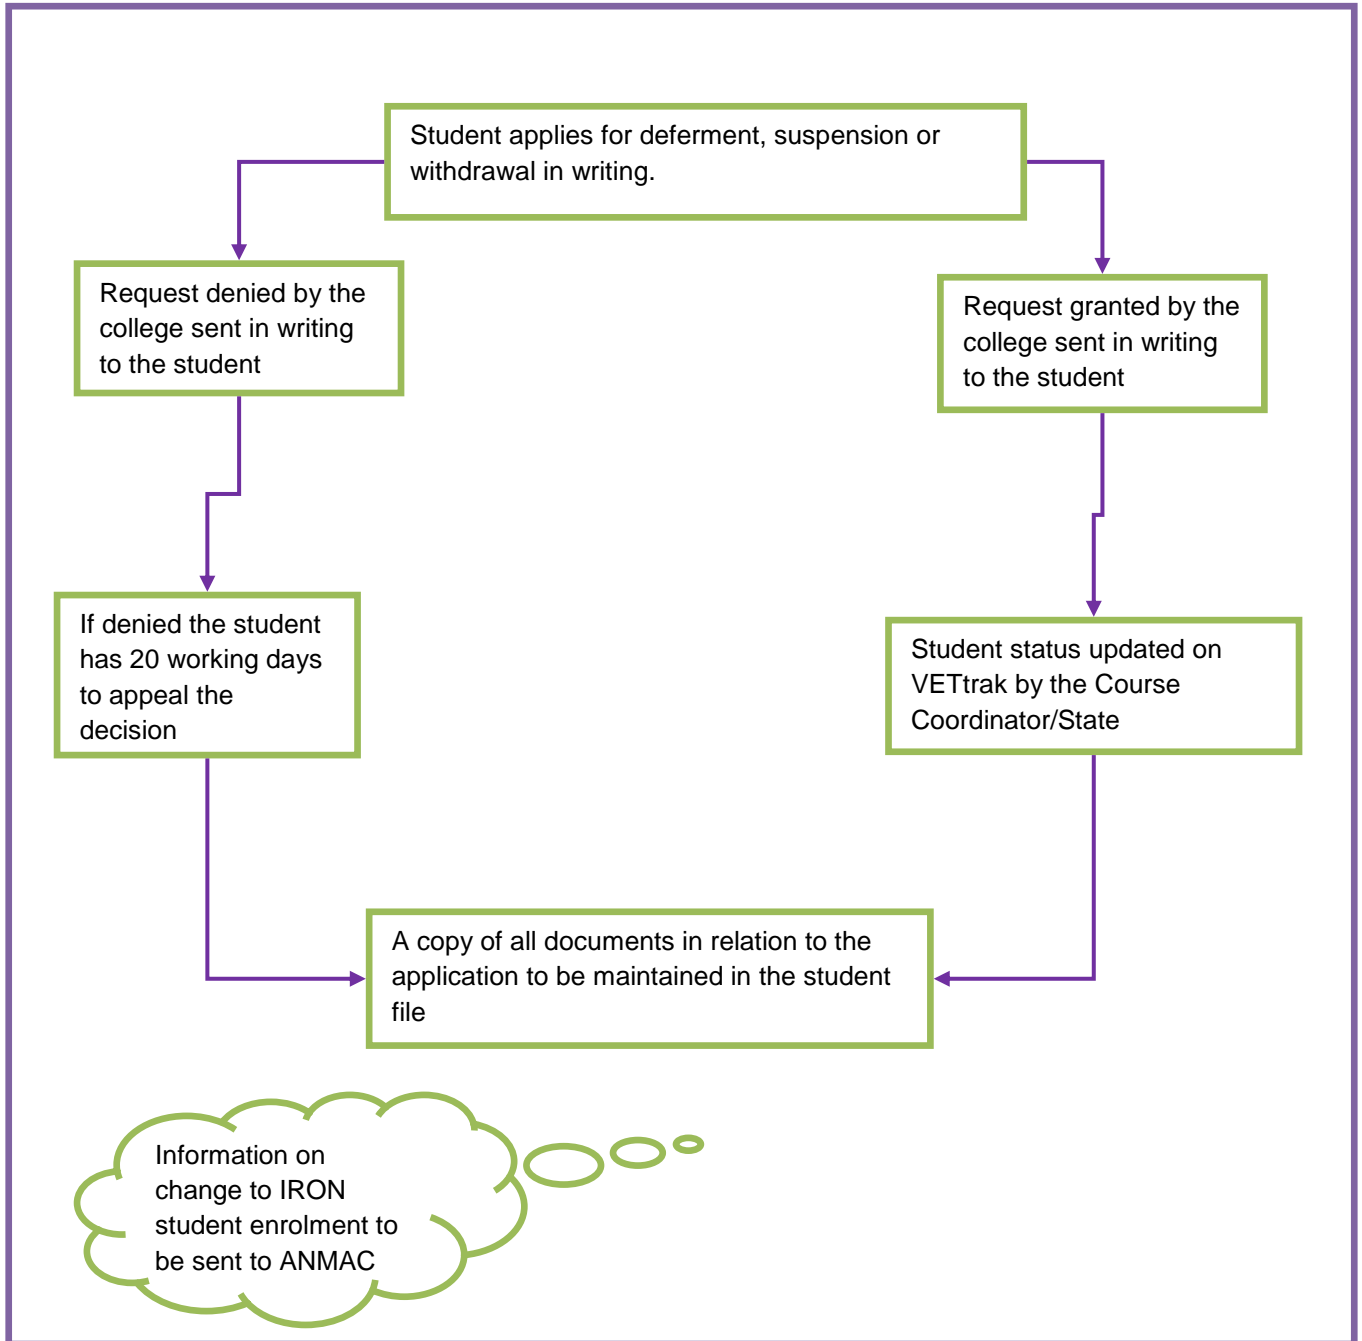 Student applies for deferment, suspension or
withdrawal in writing.
Request denied by the
college sent in writing
to the student
Request granted by the
college sent in writing
to the student
If denied the student
has 20 working days
to appeal the
decision
Student status updated on
VETtrak by the Course
Coordinator/State
A copy of all documents in relation to the
application to be maintained in the student
file
Information on
change to IRON
student enrolment to
be sent to ANMAC